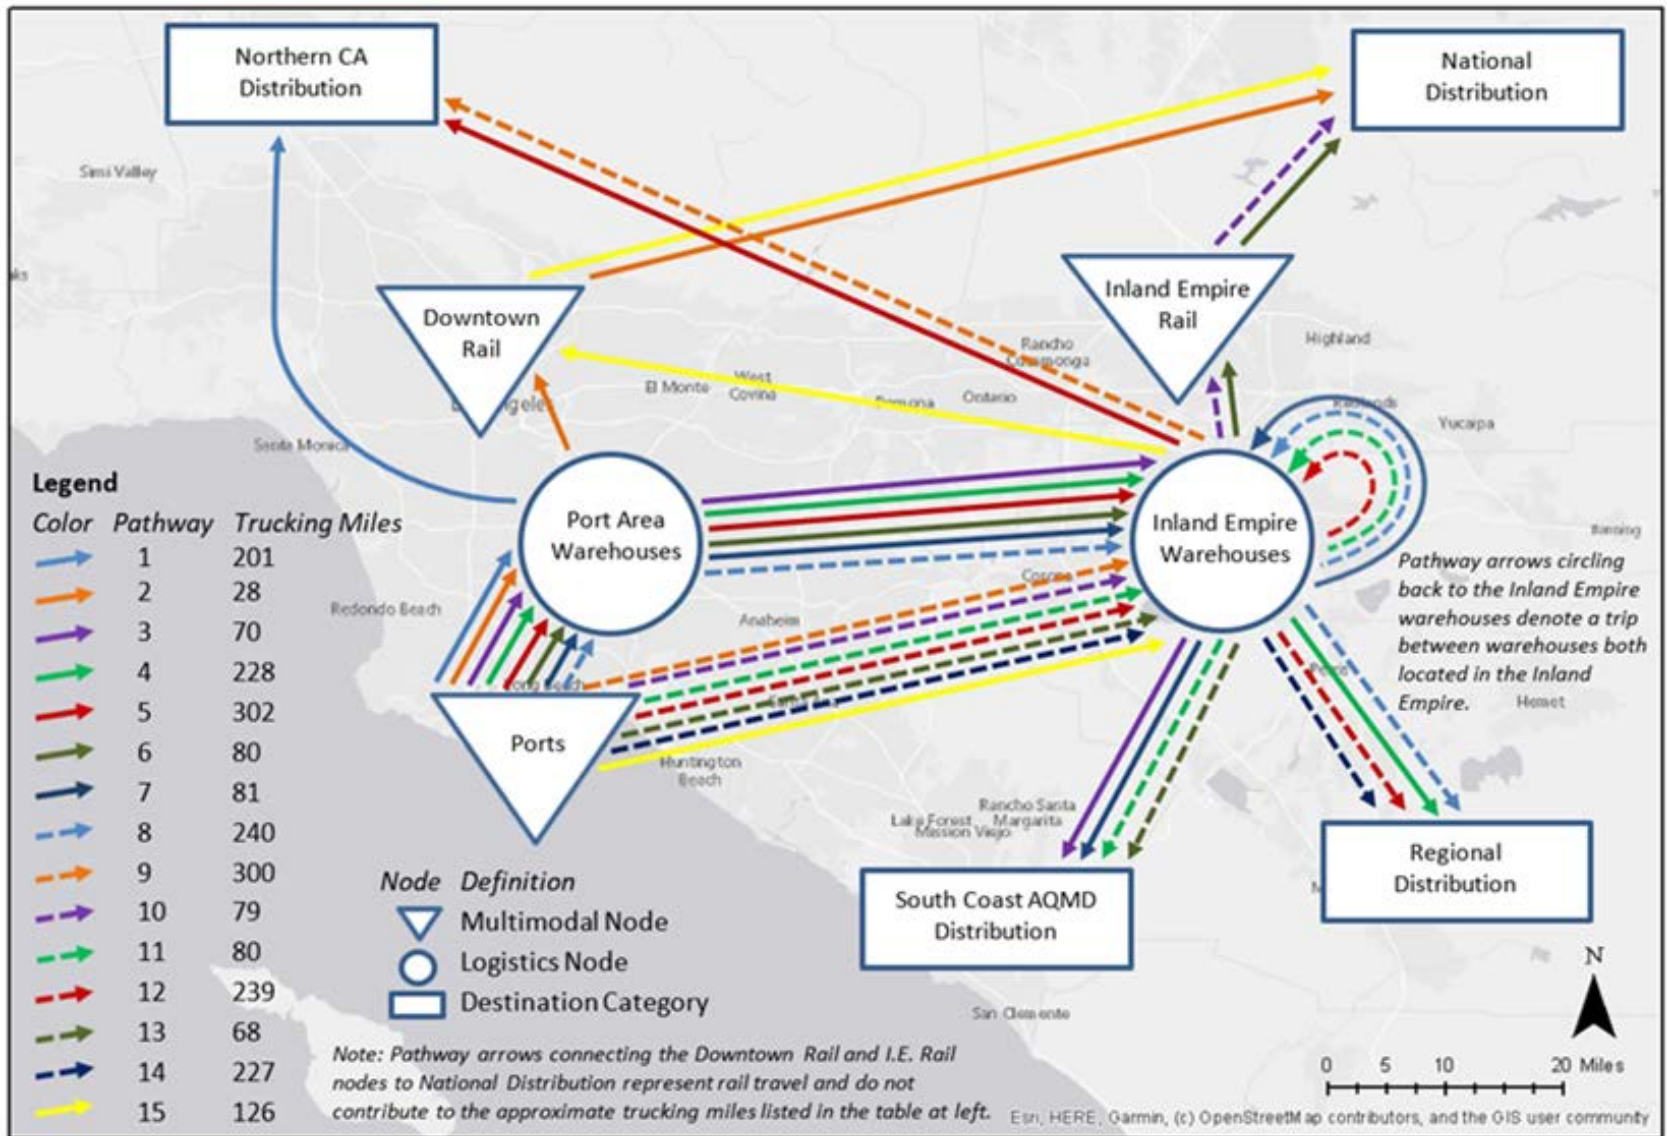 Northern CA
Distribution
National
Distribution
Simi Valley
Inland Empire
Rail
Downtown
Rail
Highland
Rancho
Cucamonga
El Monte
West
Covina
Pomona
Ontario
Redlands
Yucaipa
Santa Monica
Legend
Color Pathway Trucking Miles
1 201
2 28
3 70
4 228
5 302
6 80
7 81
8 240
9 300
10 79
11 80
12 239
13 68
14 227
15 126
Port Area
Warehouses
Inland Empire
Warehouses
Banning
Pathway arrows circling
back to the Inland Empire
warehouses denote a trip
between warehouses both
located in the Inland
Empire.
Corona
Redondo Beach
Anaheim
Long Beach
Perris
Hemet
Ports
Huntington
Beach
Rancho Santa
Margarita
Lake Forest
Mission Viejo
Regional
Distribution
South Coast AQMD
Distribution
Node Definition
Multimodal Node
Logistics Node
Destination Category
San Clemente
N
0 5 10 20 Miles
Note: Pathway arrows connecting the Downtown Rail and I.E. Rail
nodes to National Distribution represent rail travel and do not
contribute to the approximate trucking miles listed in the table at left.
Esri, HERE, Garmin, (c) OpenStreetMap contributors, and the GIS user community